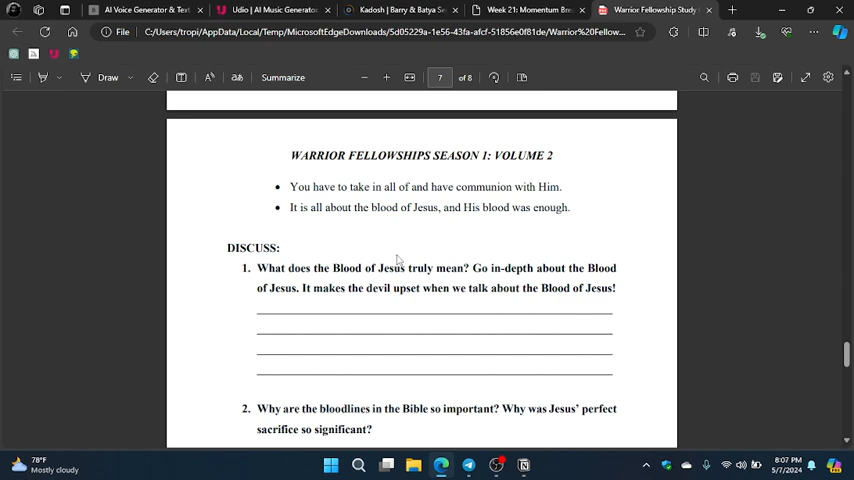 AI Voice Generator & Text
Udio | AI Music Generator
Kadosh | Barry & Batya Se
Week 21: Momentum Bre
Warrior Fellowship Study
File
C:/Users/tropi/AppData/Local/Temp/MicrosoftEdgeDownloads/5d05229a-1e56-43fa-afcf-51856e0f81de/Warrior%20Fellow...
Draw
aあ
Summarize
7
of 8
WARRIOR FELLOWSHIPS SEASON 1: VOLUME 2
• You have to take in all of and have communion with Him.
• It is all about the blood of Jesus, and His blood was enough.
DISCUSS:
1. What does the Blood of Jesus truly mean? Go in-depth about the Blood
of Jesus. It makes the devil upset when we talk about the Blood of Jesus!
2. Why are the bloodlines in the Bible so important? Why was Jesus' perfect
sacrifice so significant?
78°F
Mostly cloudy
8:07 PM
5/7/2024